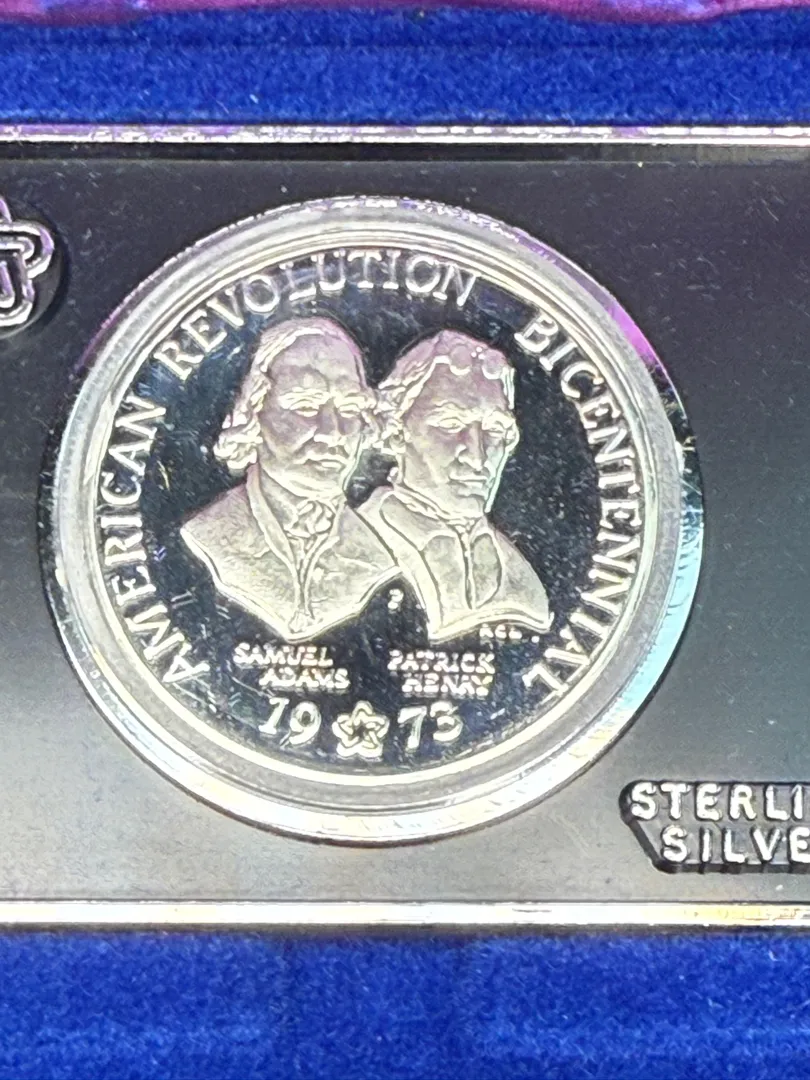 AMERICAN REVOLUTION BICENTENNIAL
SAMUEL
ADAMS
PATRICK
HENRY
19 73
STERLI
SILVE